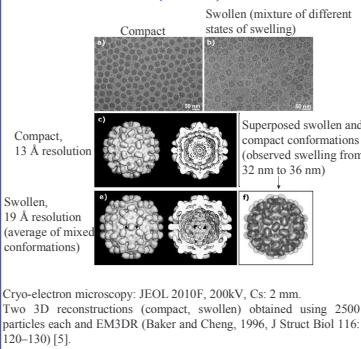 Compact
Swollen (mixture of different
states of swelling)
a)
b)
50 nm
50 nm
Compact,
13 Å resolution
c)
Superposed swollen and
compact conformations
(observed swelling from
32 nm to 36 nm)
Swollen,
19 Å resolution
(average of mixed
conformations)
e)
f)
Cryo-electron microscopy: JEOL 2010F, 200kV, Cs: 2 mm.
Two 3D reconstructions (compact, swollen) obtained using 2500
particles each and EM3DR (Baker and Cheng, 1996, J Struct Biol 116:
120–130) [5].